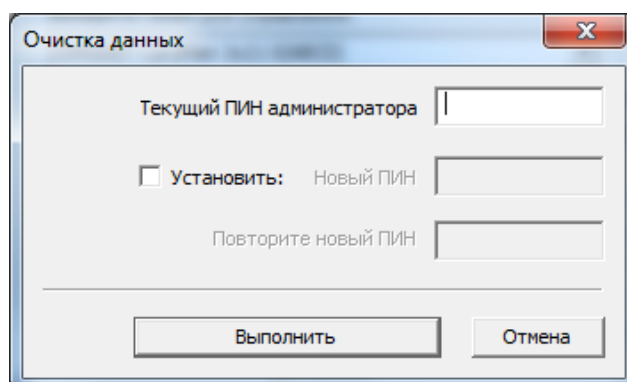 Очистка данных
Текущий ПИН администратора
Установить: Новый ПИН
Повторите новый ПИН
Выполнить Отмена